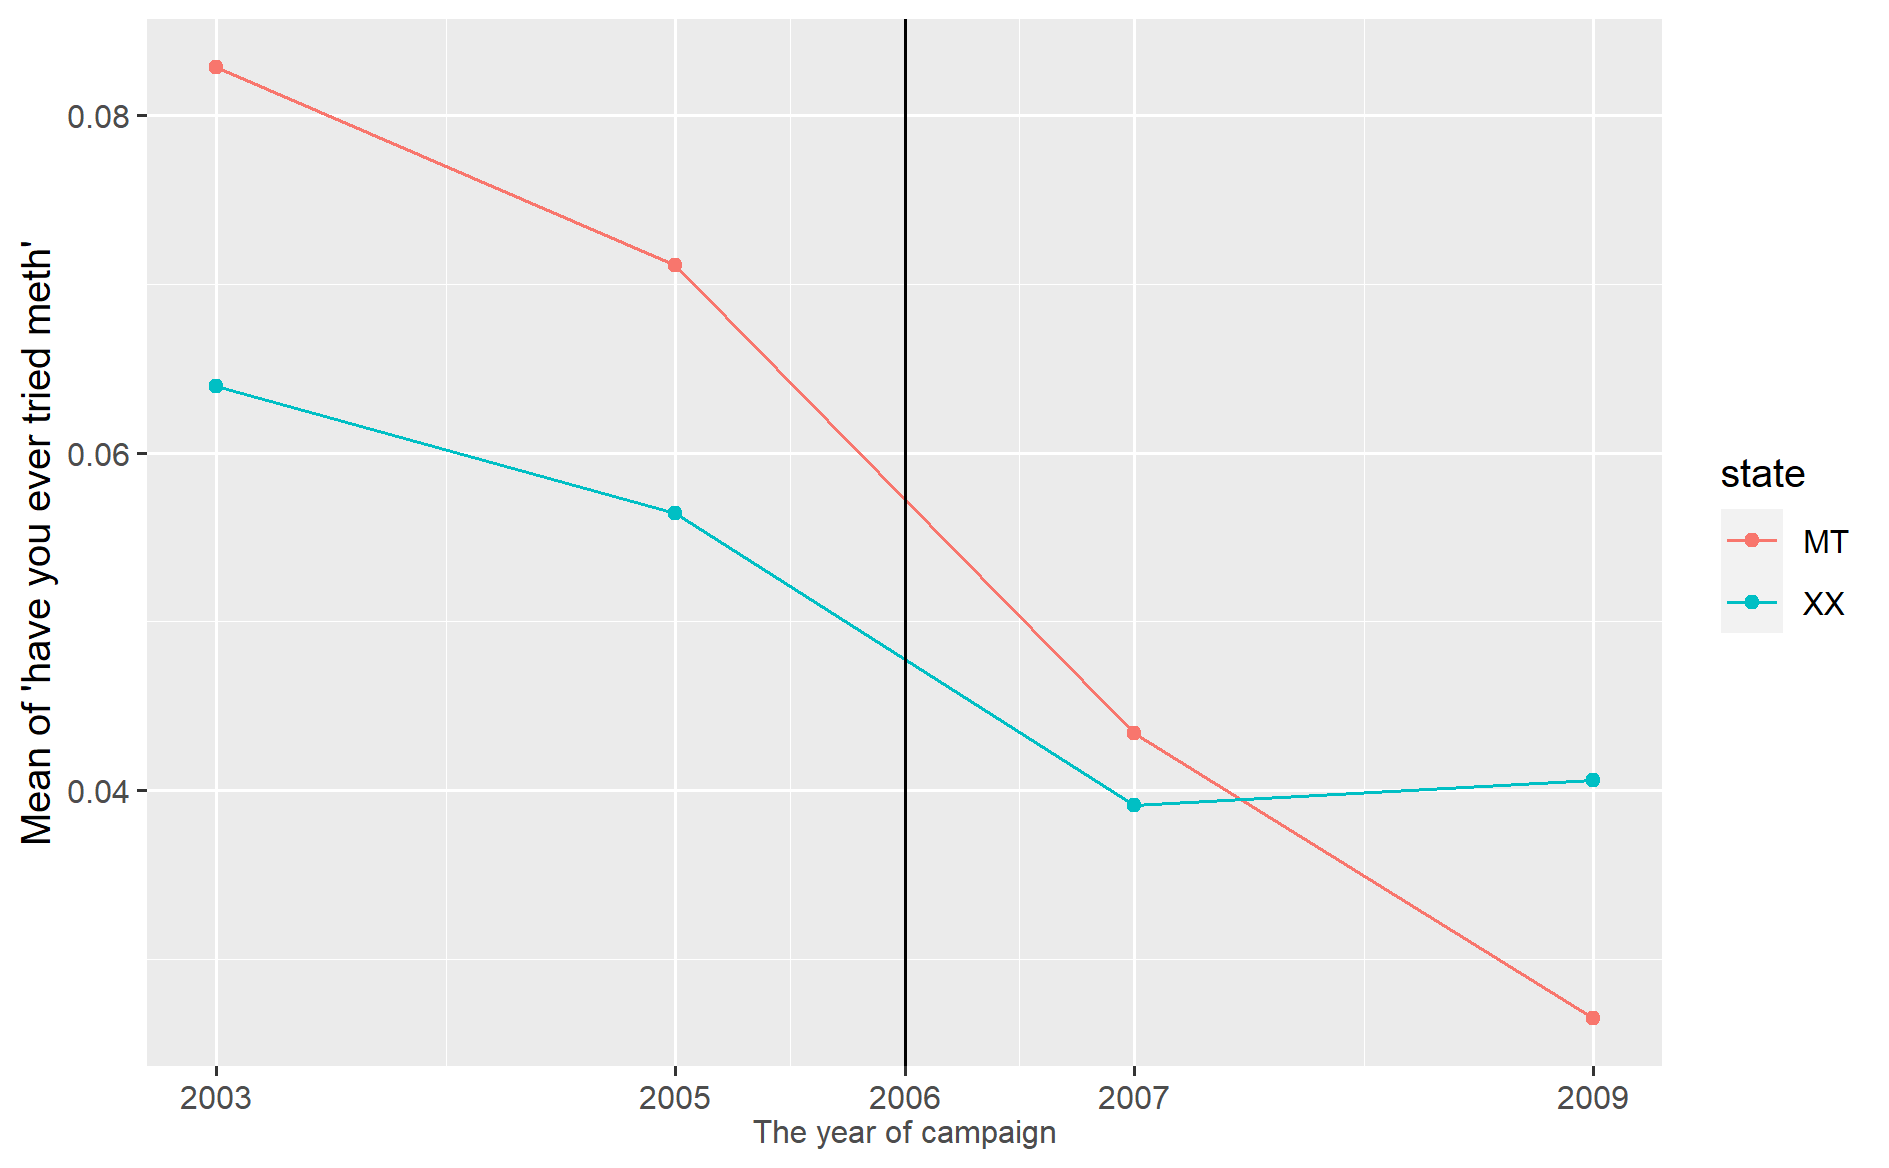 Mean of 'have you ever tried meth'
0.08
0.06
0.04
2003 2005 2006 2007 2009
The year of campaign
state
MT
XX